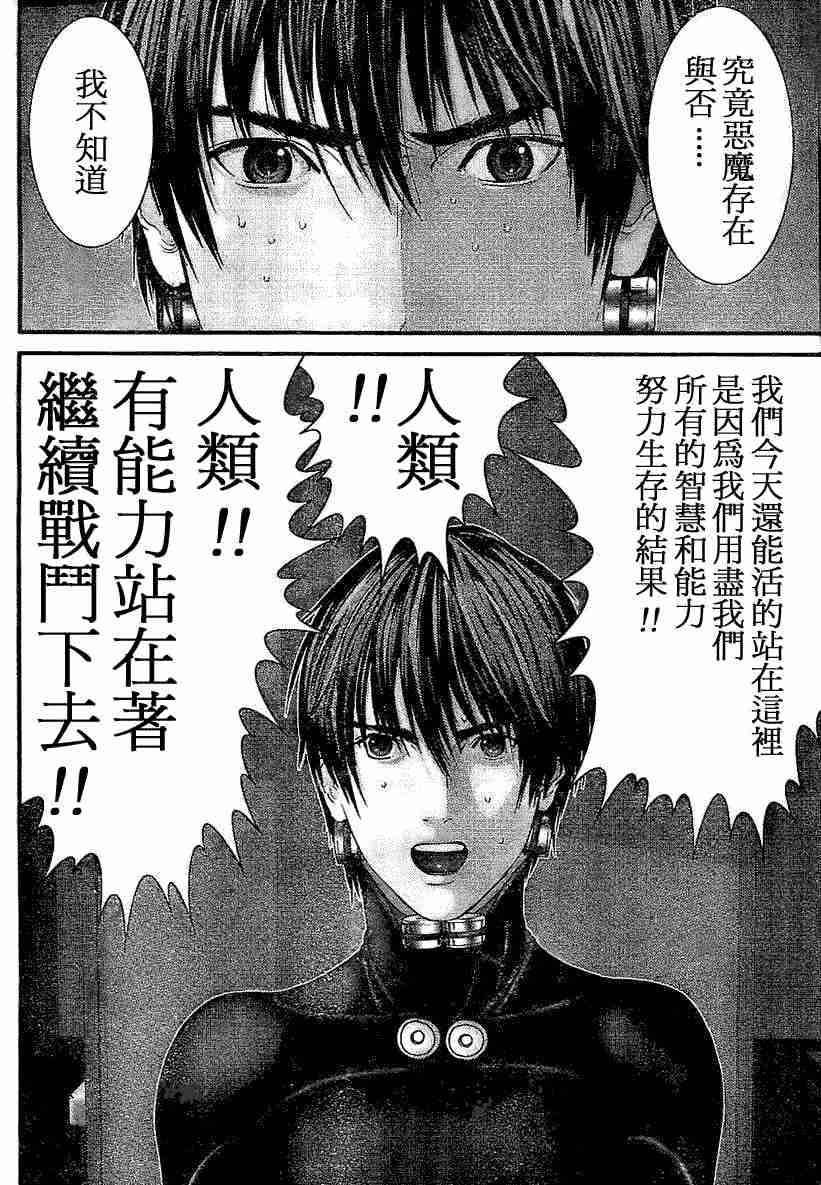 究竟惡魔存在
與否……
我不知道
我們今天還能活的站在這裡
是因為我們用盡我們
所有的智慧和能力
努力生存的結果!!
人類
!!
人類!!
有能力站在著
繼續戰鬥下去!!